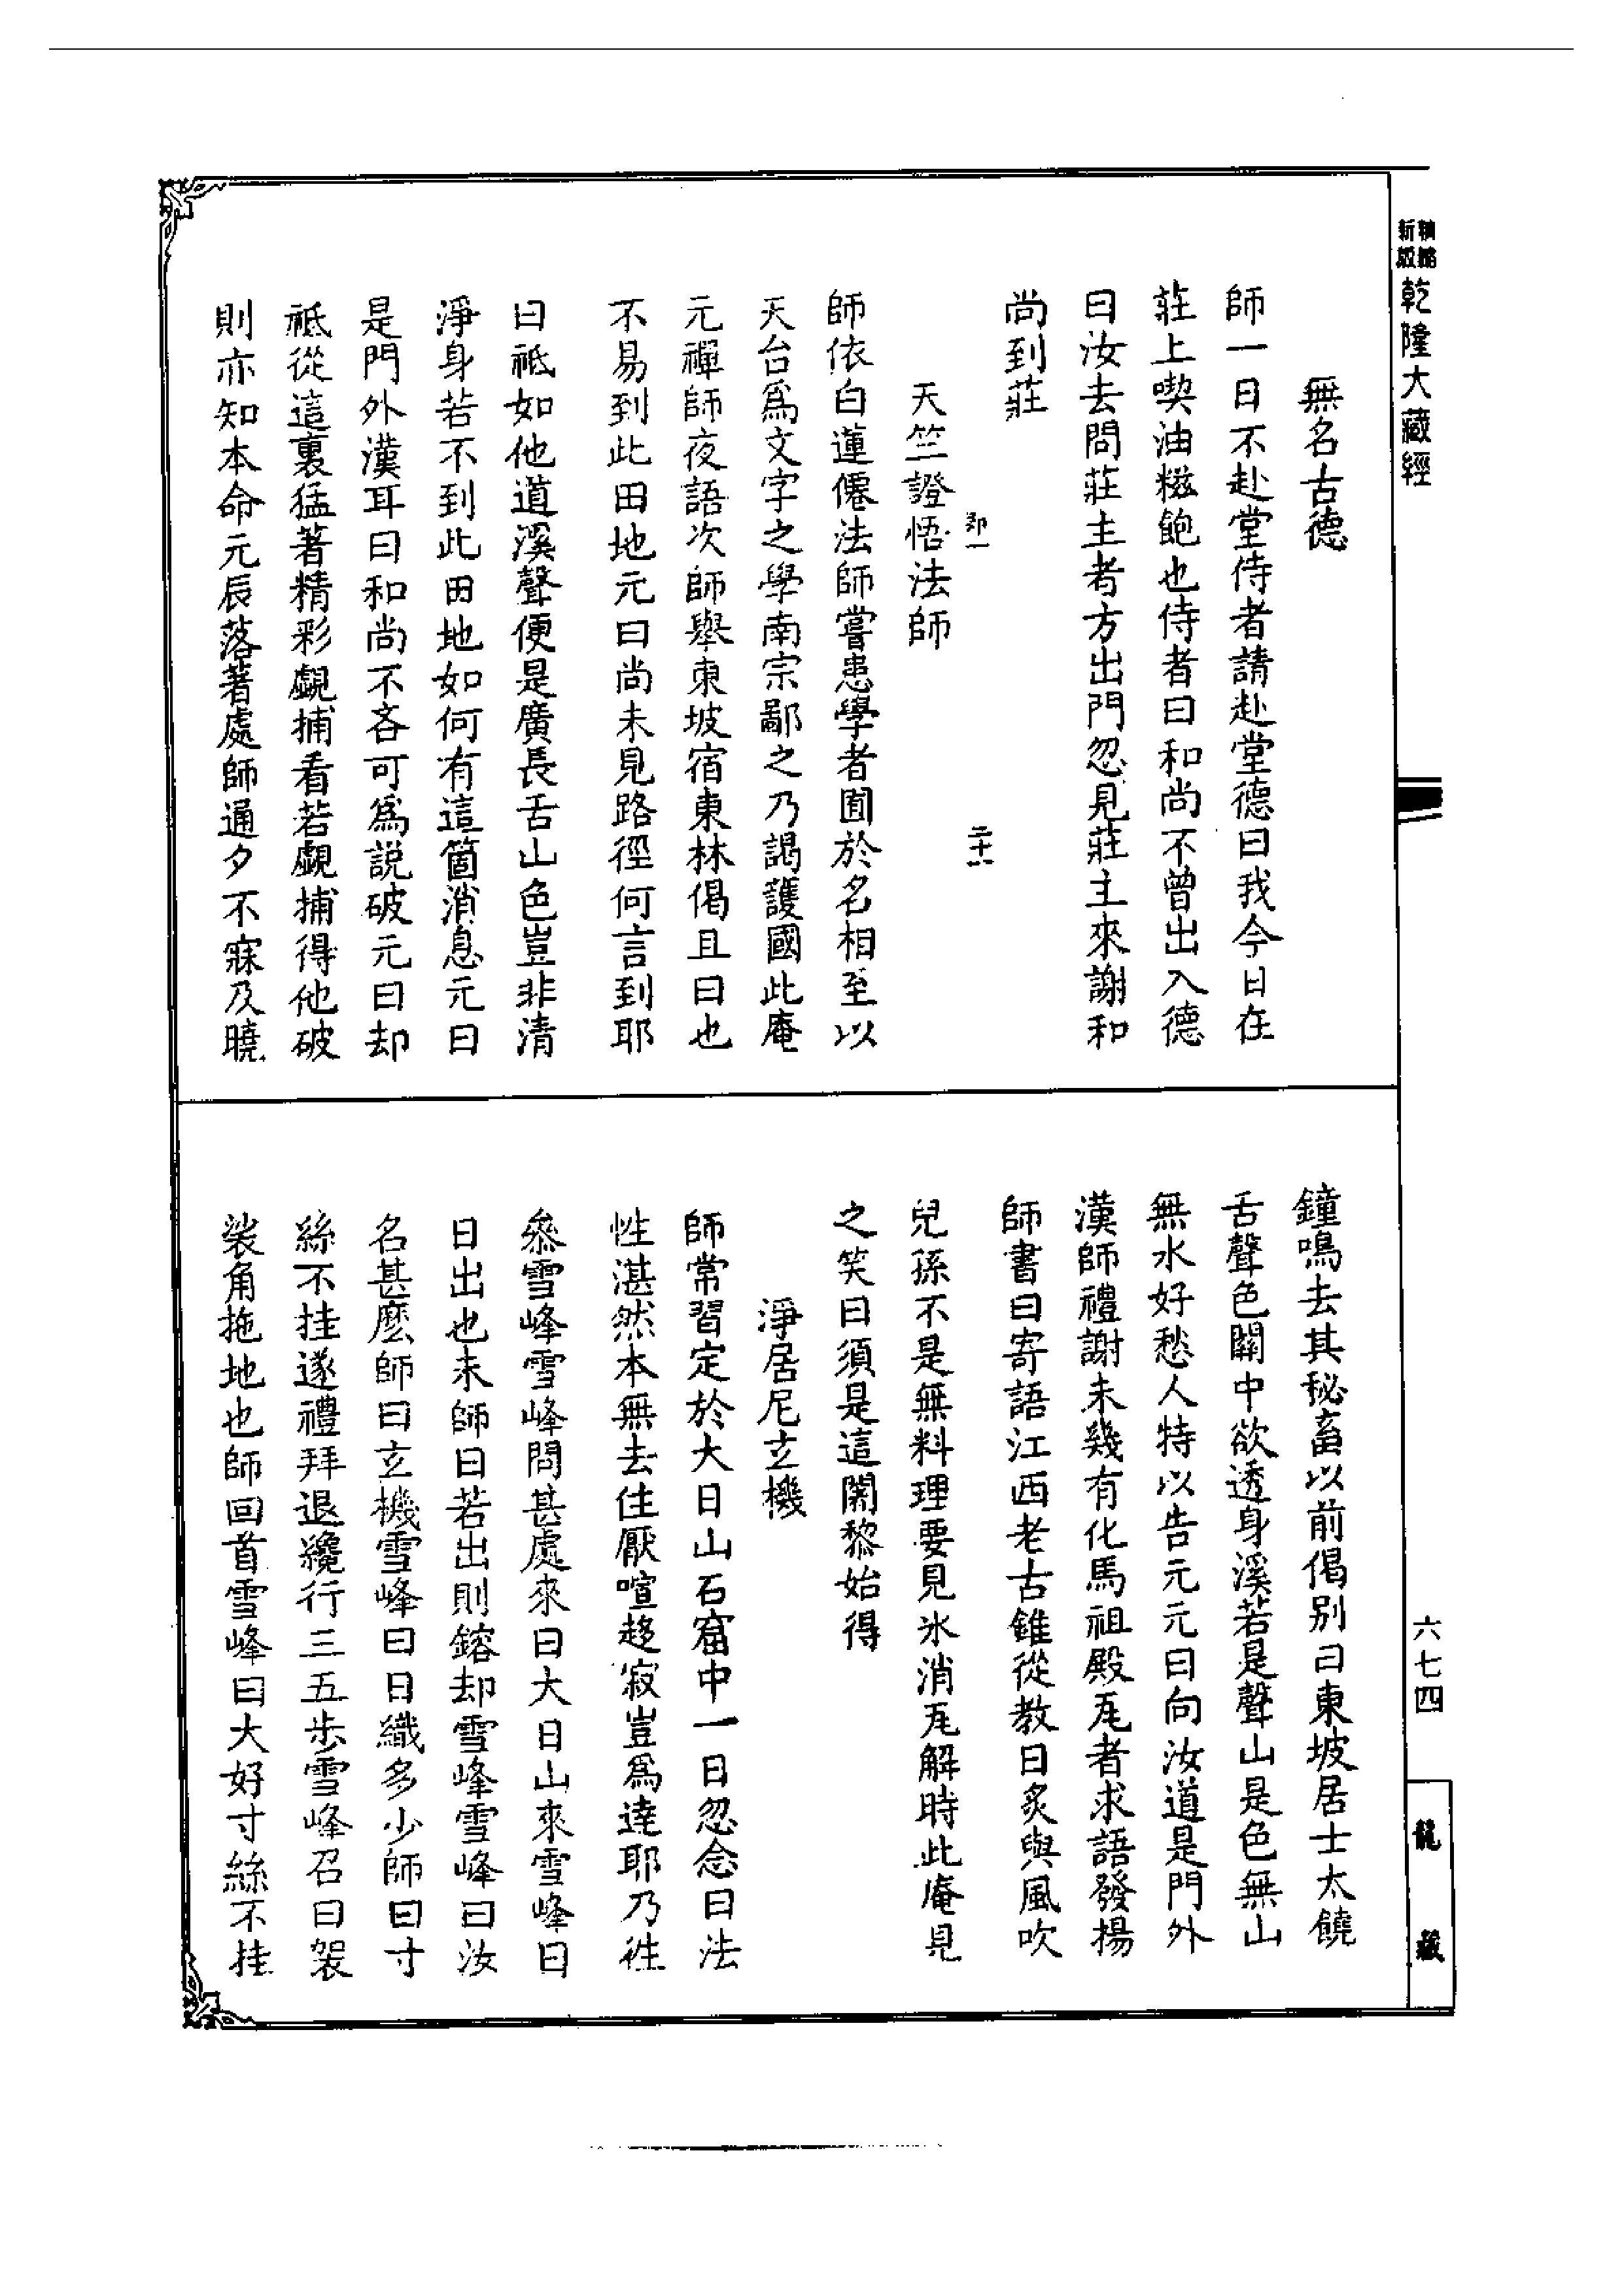 精縮
新版
乾隆大藏經
無名古德
師一日不赴堂侍者請赴堂德曰我今日在
莊上喫油糍飽也侍者曰和尚不曾出入德
曰汝去問莊主者方出門忽見莊主來謝和
尚到莊
二十一
天竺證悟法師
師依白蓮僊法師嘗患學者囿於名相至以
天台爲文字之學南宗鄙之乃謁護國此庵
元禪師夜語次師舉東坡宿東林偈且曰也
不易到此田地元曰尚未見路徑何言到耶
曰祇如他道溪聲便是廣長舌山色豈非清
淨身若不到此田地如何有這箇消息元曰
是門外漢耳曰和尚不吝可爲說破元曰却
祇從這裏猛著精彩覷捕看若覷捕得他破
則亦知本命元辰落著處師通夕不寐及曉
鐘鳴去其秘畜以前偈別曰東坡居士太饒
舌聲色關中欲透身溪若是聲山是色無山
無水好愁人特以告元元曰向汝道是門外
漢師禮謝未幾有化馬祖殿瓦者求語發揚
師書曰寄語江西老古錐從教日炙與風吹
兒孫不是無料理要見氷消瓦解時此庵見
之笑曰須是這闍黎始得
淨居尼玄機
師常習定於大日山石窟中一日忽念曰法
性湛然本無去住厭喧趍寂豈爲達耶乃往
叅雪峰雪峰問甚處來曰大日山來雪峰曰
日出也未師曰若出則鎔却雪峰雪峰曰汝
名甚麽師曰玄機雪峰曰日織多少師曰寸
絲不挂遂禮拜退纔行三五步雪峰召曰袈
裟角拖地也師回首雪峰曰大好寸絲不挂
六七四
龍藏